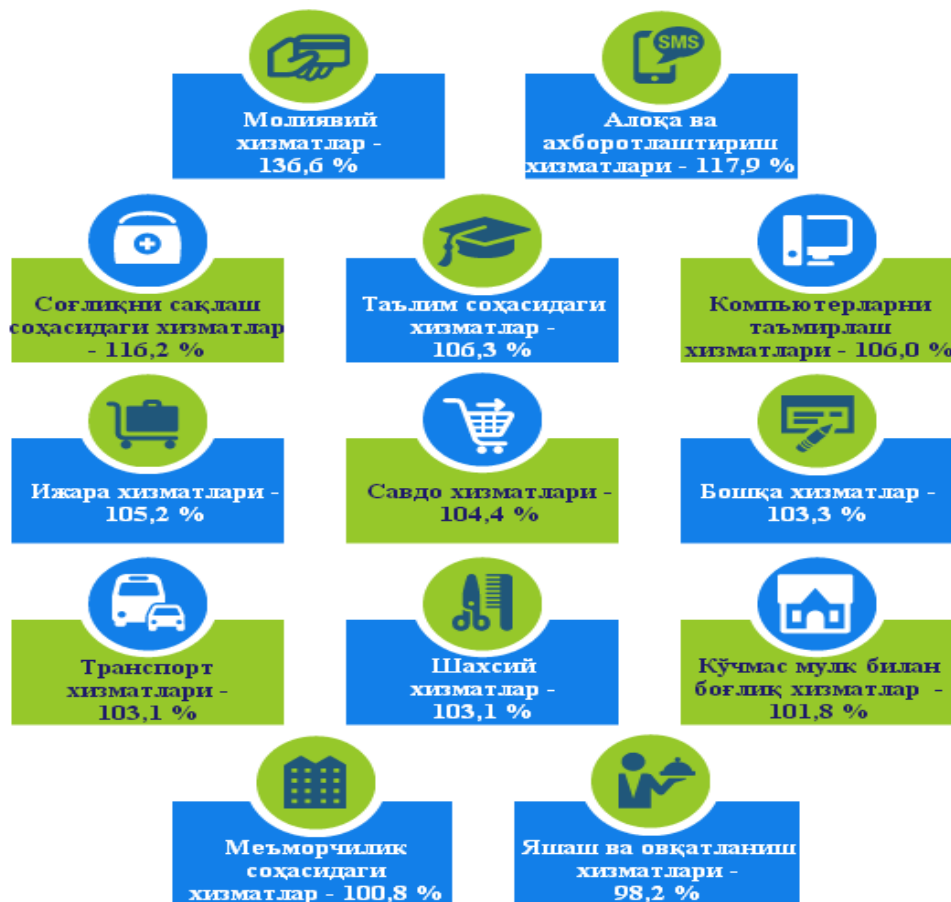 SMS
Молиявий
хизматлар -
136,6 %
Алоқа ва
ахборотлаштириш
хизматлари - 117,9 %
Соғлиқни сақлаш
соҳасидаги хизматлар
- 116,2 %
Таълим соҳасидаги
хизматлар -
106,3 %
Компьютерларни
таъмирлаш
хизматлари - 106,0 %
Ижара хизматлари -
105,2 %
Савдо хизматлари -
104,4 %
Бошқа хизматлар -
103,3 %
Транспорт
хизматлари -
103,1 %
Шахсий
хизматлар -
103,1 %
Кўчмас мулк билан
боғлиқ хизматлар -
101,8 %
Меъморчилик
соҳасидаги
хизматлар - 100,8 %
Яшаш ва овқатланиш
хизматлари -
98,2 %